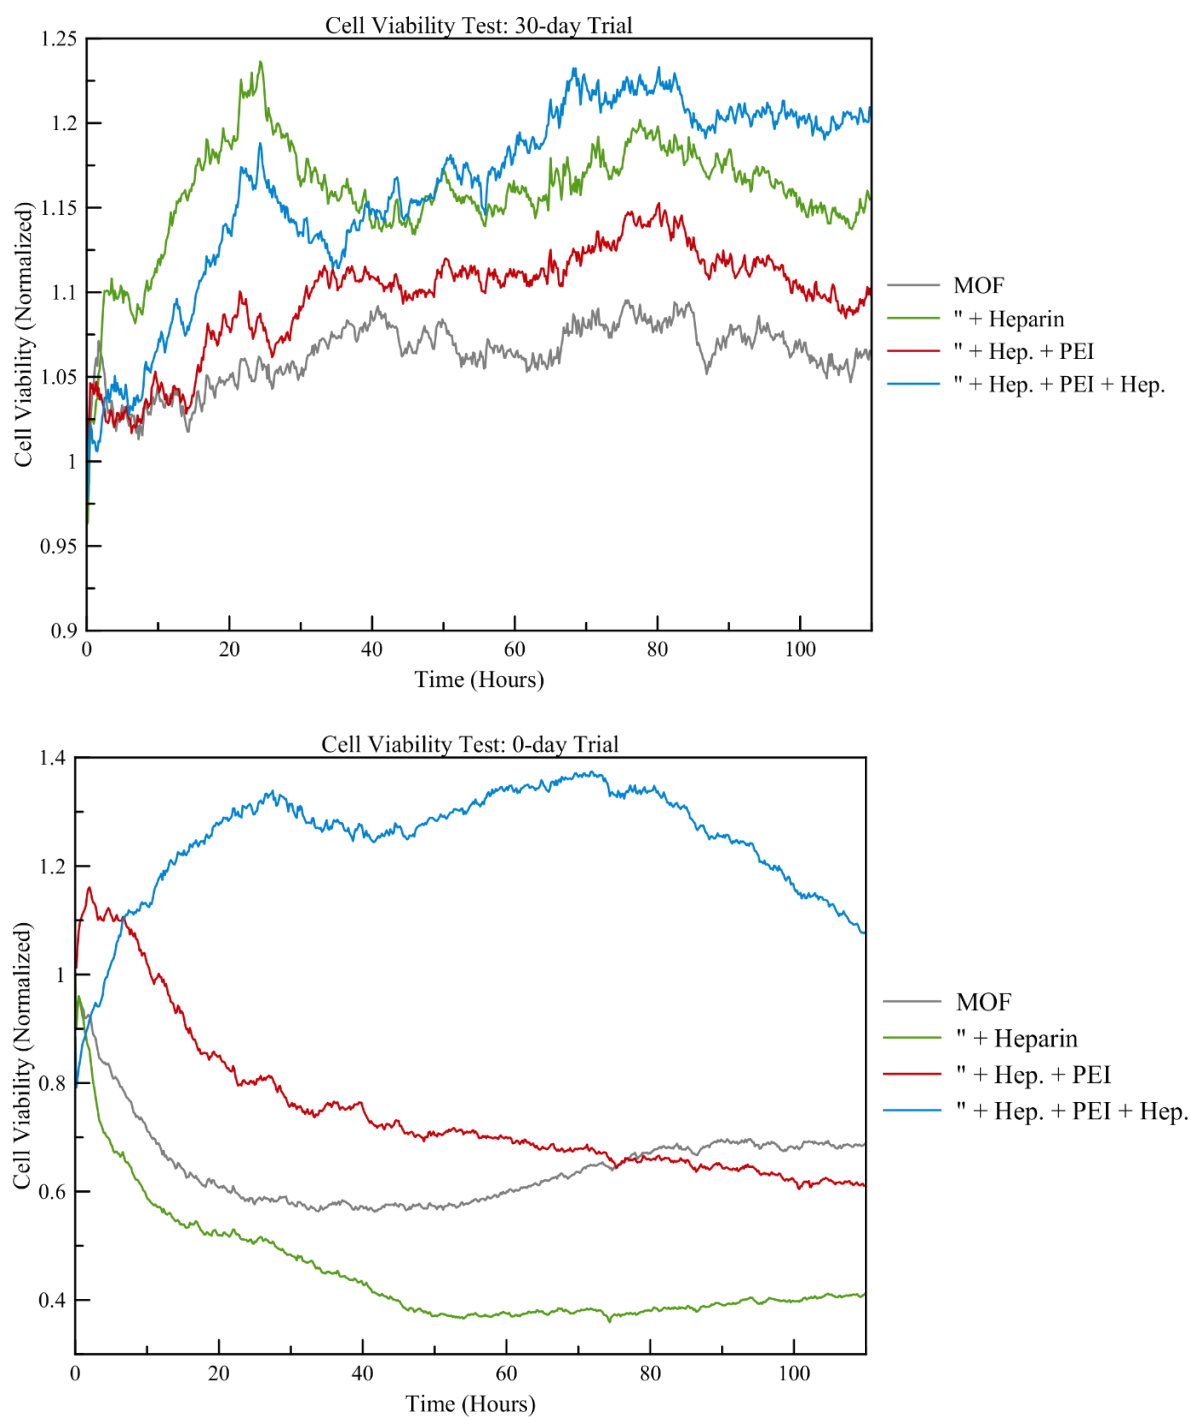 Cell Viability Test: 30-day Trial
1.25
1.2
1.15
1.1
1.05
1
0.95
0.9
Cell Viability (Normalized)
0
20
40
60
80
100
Time (Hours)
MOF
" + Heparin
" + Hep. + PEI
" + Hep. + PEI + Hep.
Cell Viability Test: 0-day Trial
1.4
1.2
1
0.8
0.6
0.4
Cell Viability (Normalized)
0
20
40
60
80
100
Time (Hours)
MOF
" + Heparin
" + Hep. + PEI
" + Hep. + PEI + Hep.